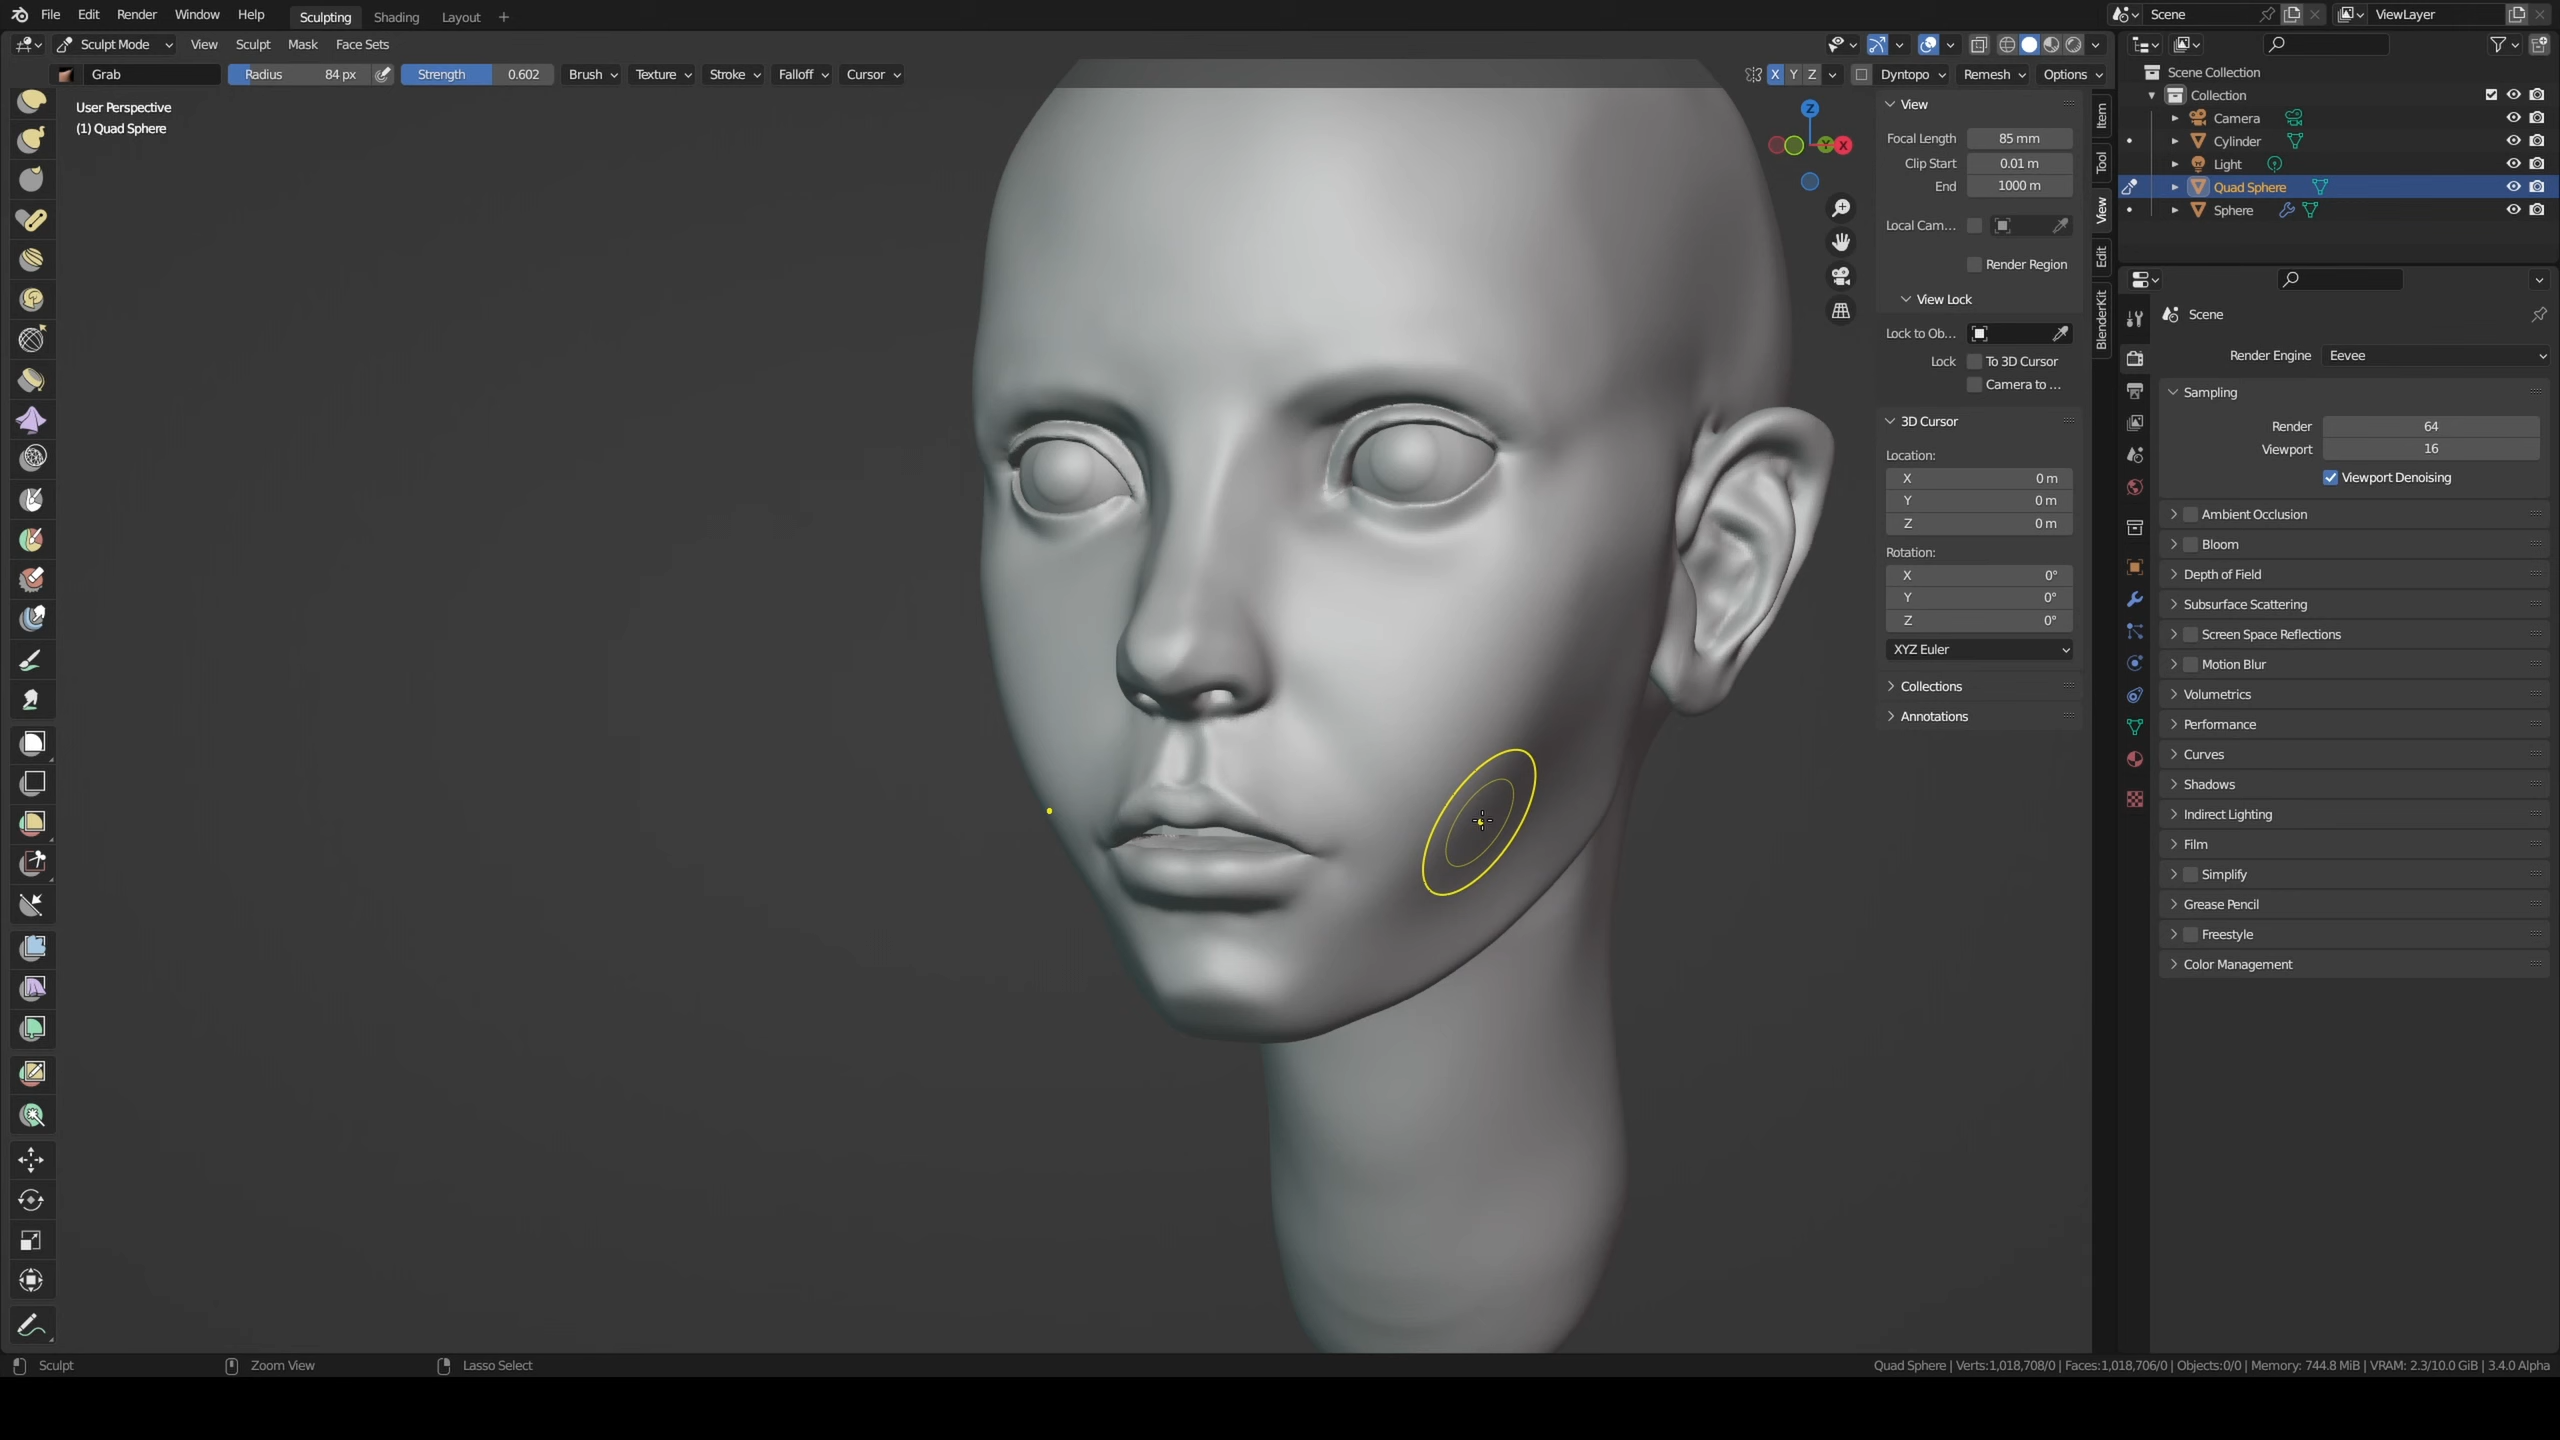 File Edit Render Window Help Sculpting Shading Layout + Scene ViewLayer
Sculpt Mode View Sculpt Mask Face Sets
Grab Radius 84 px Strength 0.602 Brush Texture Stroke Falloff Cursor X Y Z Dyntopo Remesh Options
User Perspective
(1) Quad Sphere
Z
Y
X
View
Focal Length 85 mm
Clip Start 0.01 m
End 1000 m
Local Cam...
Render Region
View Lock
Lock to Ob...
Lock To 3D Cursor
Camera to ...
3D Cursor
Location:
X 0 m
Y 0 m
Z 0 m
Rotation:
X 0°
Y 0°
Z 0°
XYZ Euler
Collections
Annotations
Item
Tool
View
Edit
BlenderKit
Scene Collection
Collection
Camera
Cylinder
Light
Quad Sphere
Sphere
Scene
Render Engine Eevee
Sampling
Render 64
Viewport 16
Viewport Denoising
Ambient Occlusion
Bloom
Depth of Field
Subsurface Scattering
Screen Space Reflections
Motion Blur
Volumetrics
Performance
Curves
Shadows
Indirect Lighting
Film
Simplify
Grease Pencil
Freestyle
Color Management
Sculpt Zoom View Lasso Select Quad Sphere | Verts:1,018,708/0 | Faces:1,018,706/0 | Objects:0/0 | Memory: 744.8 MiB | VRAM: 2.3/10.0 GiB | 3.4.0 Alpha